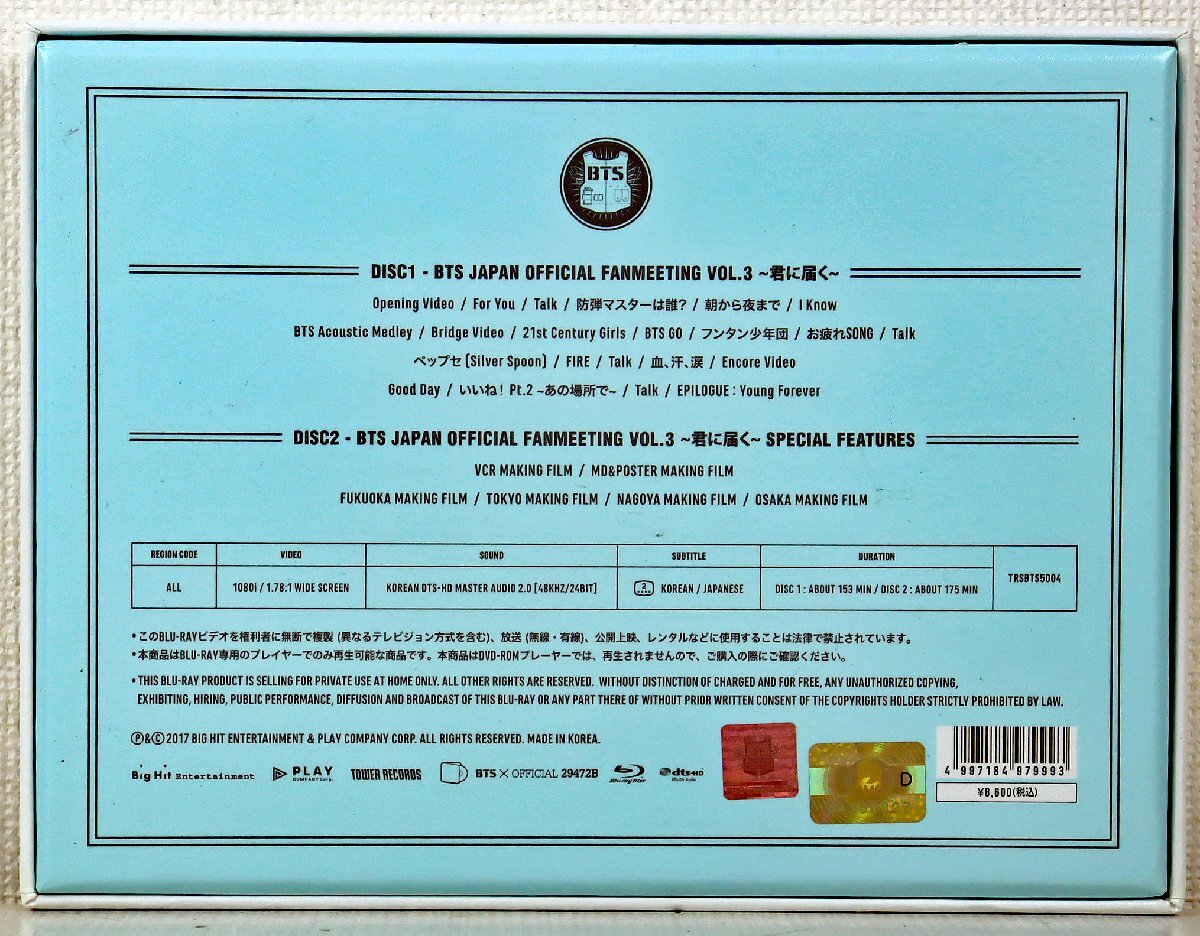 BTS
DISC1 - BTS JAPAN OFFICIAL FANMEETING VOL.3 ~君に届く~
Opening Video / For You / Talk / 防弾マスターは誰? / 朝から夜まで / I Know
BTS Acoustic Medley / Bridge Video / 21st Century Girls / BTS GO / フンタン少年団 / お疲れSONG / Talk
ペップセ (Silver Spoon) / FIRE / Talk / 血、汗、涙 / Encore Video
Good Day / いいね! Pt.2 ~あの場所で~ / Talk / EPILOGUE : Young Forever
DISC2 - BTS JAPAN OFFICIAL FANMEETING VOL.3 ~君に届く~ SPECIAL FEATURES
VCR MAKING FILM / MD&POSTER MAKING FILM
FUKUOKA MAKING FILM / TOKYO MAKING FILM / NAGOYA MAKING FILM / OSAKA MAKING FILM
REGION CODE VIDEO SOUND SUBTITLE DURATION
ALL 1080i / 1.78:1 WIDE SCREEN KOREAN DTS-HD MASTER AUDIO 2.0 [48KHZ/24BIT] 2 KOREAN / JAPANESE DISC 1 : ABOUT 153 MIN / DISC 2 : ABOUT 175 MIN TRSBTS5004
•このBLU-RAYビデオを権利者に無断で複製 (異なるテレビジョン方式を含む)、放送 (無線・有線)、公開上映、レンタルなどに使用することは法律で禁止されています。
•本商品はBLU-RAY専用のプレイヤーでのみ再生可能な商品です。本商品はDVD-ROMプレーヤーでは、再生されませんので、ご購入の際にご確認ください。
• THIS BLU-RAY PRODUCT IS SELLING FOR PRIVATE USE AT HOME ONLY. ALL OTHER RIGHTS ARE RESERVED. WITHOUT DISTINCTION OF CHARGED AND FOR FREE, ANY UNAUTHORIZED COPYING,
EXHIBITING, HIRING, PUBLIC PERFORMANCE, DIFFUSION AND BROADCAST OF THIS BLU-RAY OR ANY PART THERE OF WITHOUT PRIOR WRITTEN CONSENT OF THE COPYRIGHTS HOLDER STRICTLY PROHIBITED BY LAW.
Ⓟ&Ⓒ 2017 BIG HIT ENTERTAINMENT & PLAY COMPANY CORP. ALL RIGHTS RESERVED. MADE IN KOREA.
Big Hit Entertainment PLAY COMPANY Corp. TOWER RECORDS BTS × OFFICIAL 29472B Blu-ray Disc dts-HD Master Audio
D
4 997184 979993
¥8,600(税込)